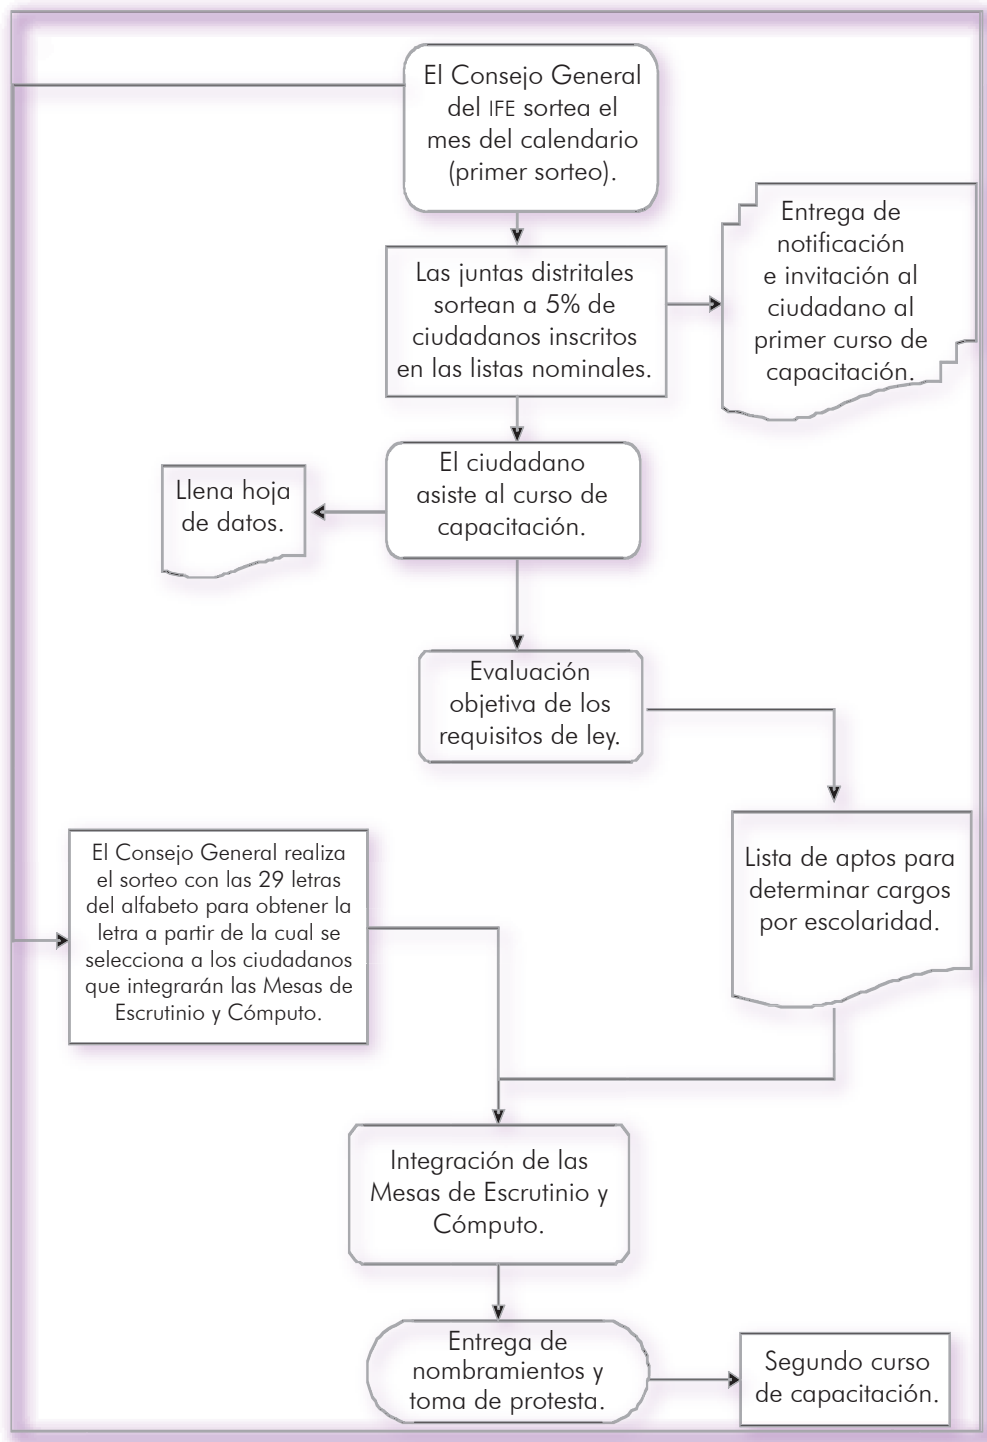 El Consejo General
del IFE sortea el
mes del calendario
(primer sorteo).
Las juntas distritales
sortean a 5% de
ciudadanos inscritos
en las listas nominales.
Entrega de
notificación
e invitación al
ciudadano al
primer curso de
capacitación.
El ciudadano
asiste al curso de
capacitación.
Llena hoja
de datos.
Evaluación
objetiva de los
requisitos de ley.
Lista de aptos para
determinar cargos
por escolaridad.
El Consejo General realiza
el sorteo con las 29 letras
del alfabeto para obtener la
letra a partir de la cual se
selecciona a los ciudadanos
que integrarán las Mesas de
Escrutinio y Cómputo.
Integración de las
Mesas de Escrutinio y
Cómputo.
Entrega de
nombramientos y
toma de protesta.
Segundo curso
de capacitación.